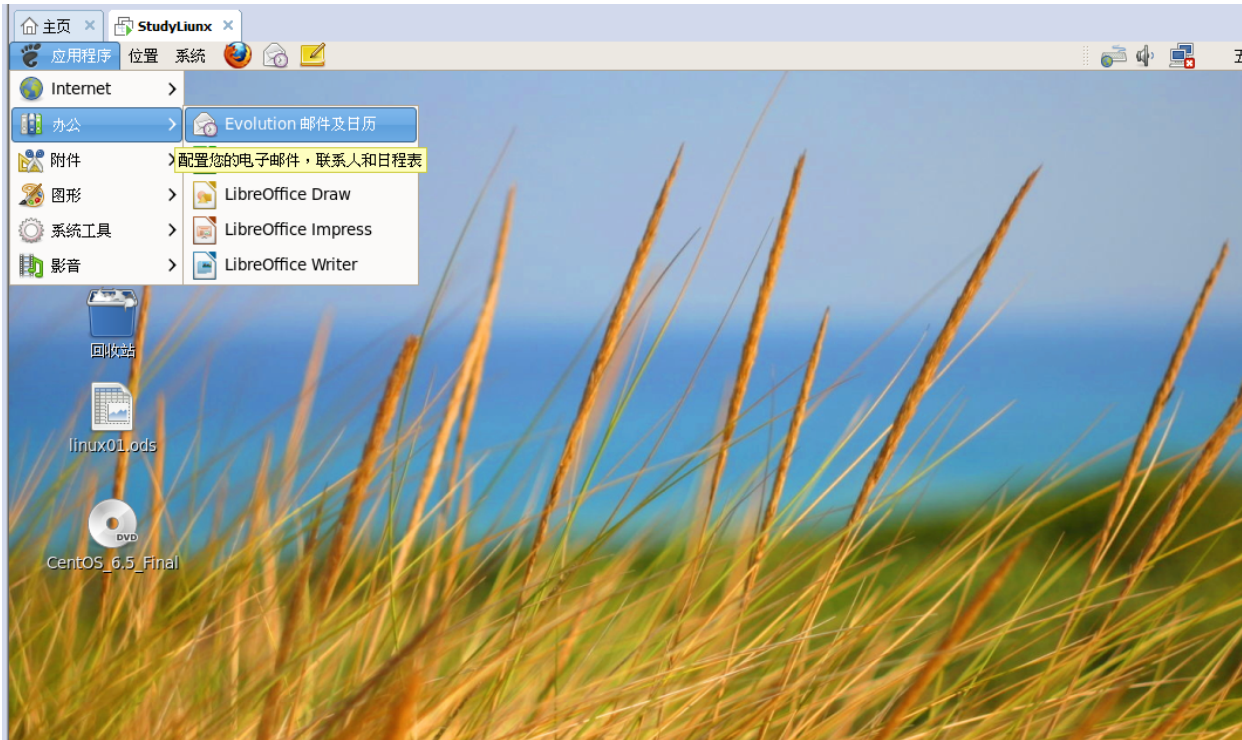 主页
StudyLiunx
应用程序 位置 系统
五
Internet
办公
Evolution 邮件及日历
附件
配置您的电子邮件，联系人和日程表
图形
LibreOffice Draw
系统工具
LibreOffice Impress
影音
LibreOffice Writer
回收站
linux01.ods
DVD
CentOS_6.5_Final